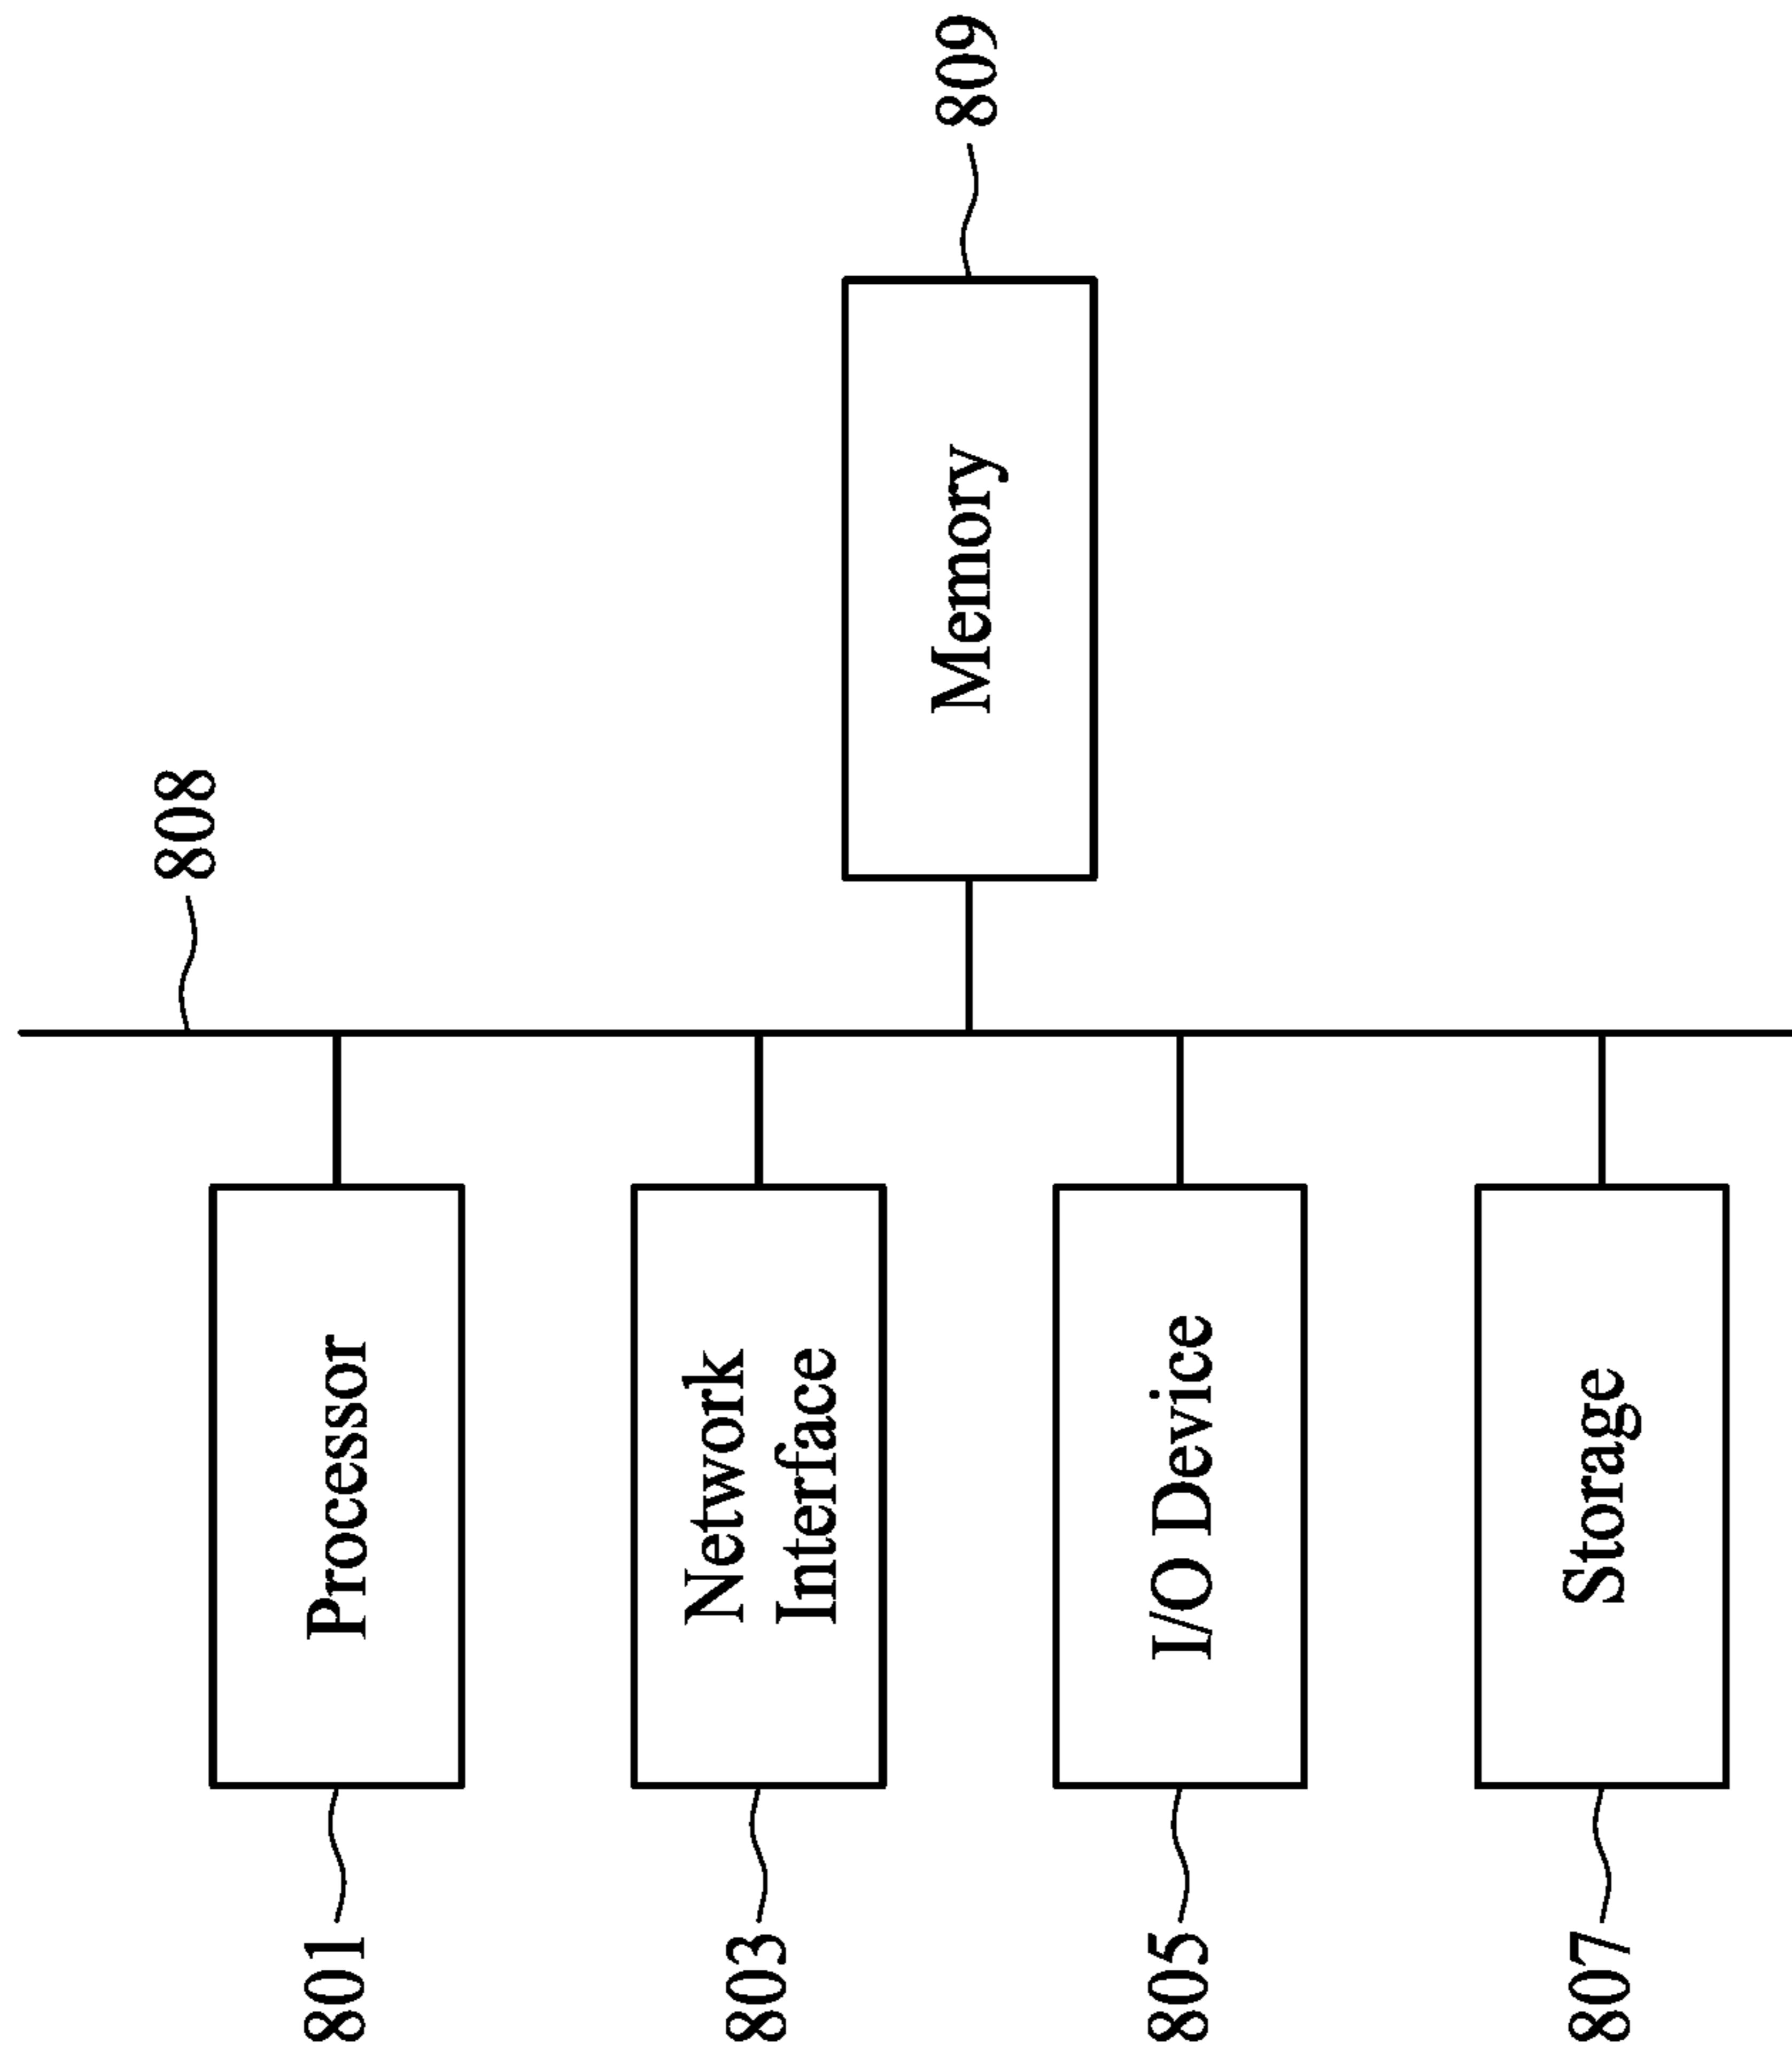 801
Processor
803
Network
Interface
805
I/O Device
807
Storage
808
Memory
809